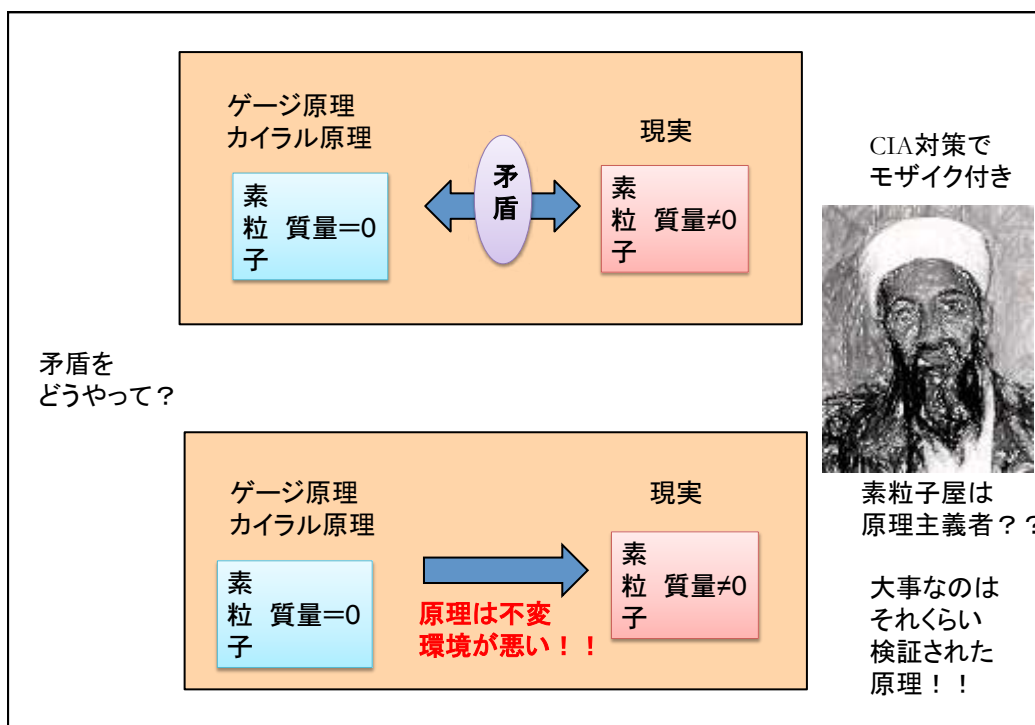 ゲージ原理
カイラル原理
現実
素
粒 質量=0
子
矛
盾
素
粒 質量≠0
子
CIA対策で
モザイク付き
矛盾を
どうやって?
ゲージ原理
カイラル原理
現実
素
粒 質量=0
子
原理は不変
環境が悪い!!
素
粒 質量≠0
子
素粒子屋は
原理主義者??
大事なのは
それくらい
検証された
原理!!